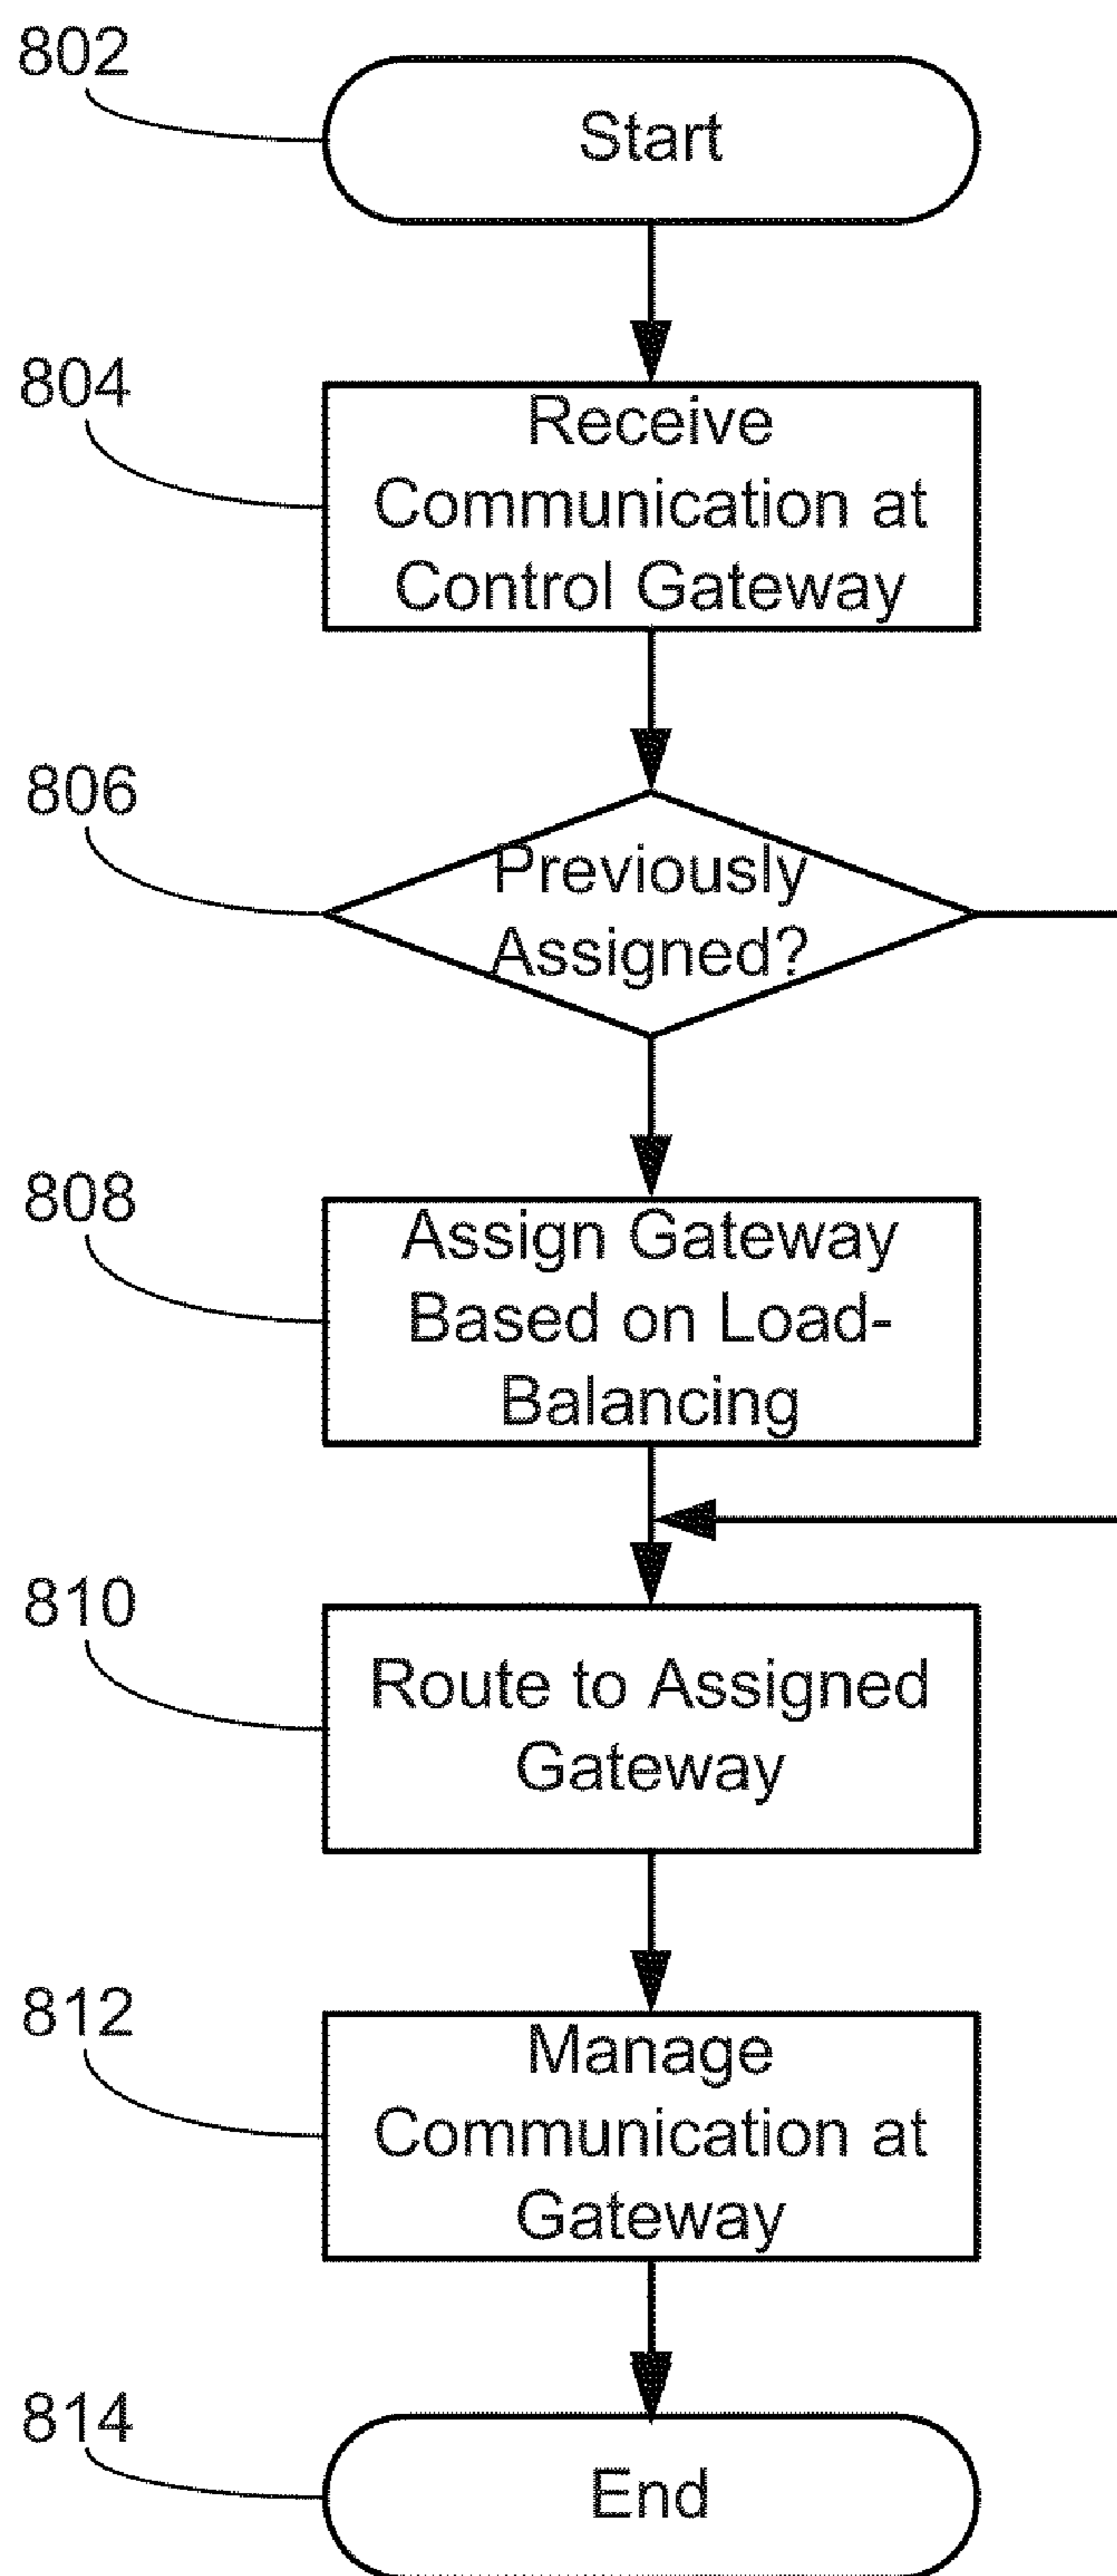 802
Start
804
Receive
Communication at
Control Gateway
806
Previously
Assigned?
808
Assign Gateway
Based on Load-
Balancing
810
Route to Assigned
Gateway
812
Manage
Communication at
Gateway
814
End